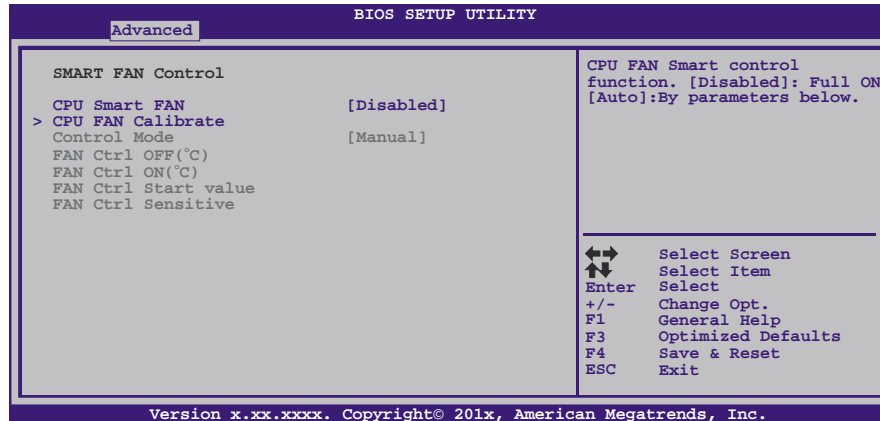 BIOS SETUP UTILITY
Advanced
SMART FAN Control
CPU Smart FAN [Disabled]
> CPU FAN Calibrate
Control Mode [Manual]
FAN Ctrl OFF(°C)
FAN Ctrl ON(°C)
FAN Ctrl Start value
FAN Ctrl Sensitive
CPU FAN Smart control
function. [Disabled]: Full ON
[Auto]:By parameters below.
Select Screen
Select Item
Enter Select
+/- Change Opt.
F1 General Help
F3 Optimized Defaults
F4 Save & Reset
ESC Exit
Version x.xx.xxxx. Copyright© 201x, American Megatrends, Inc.